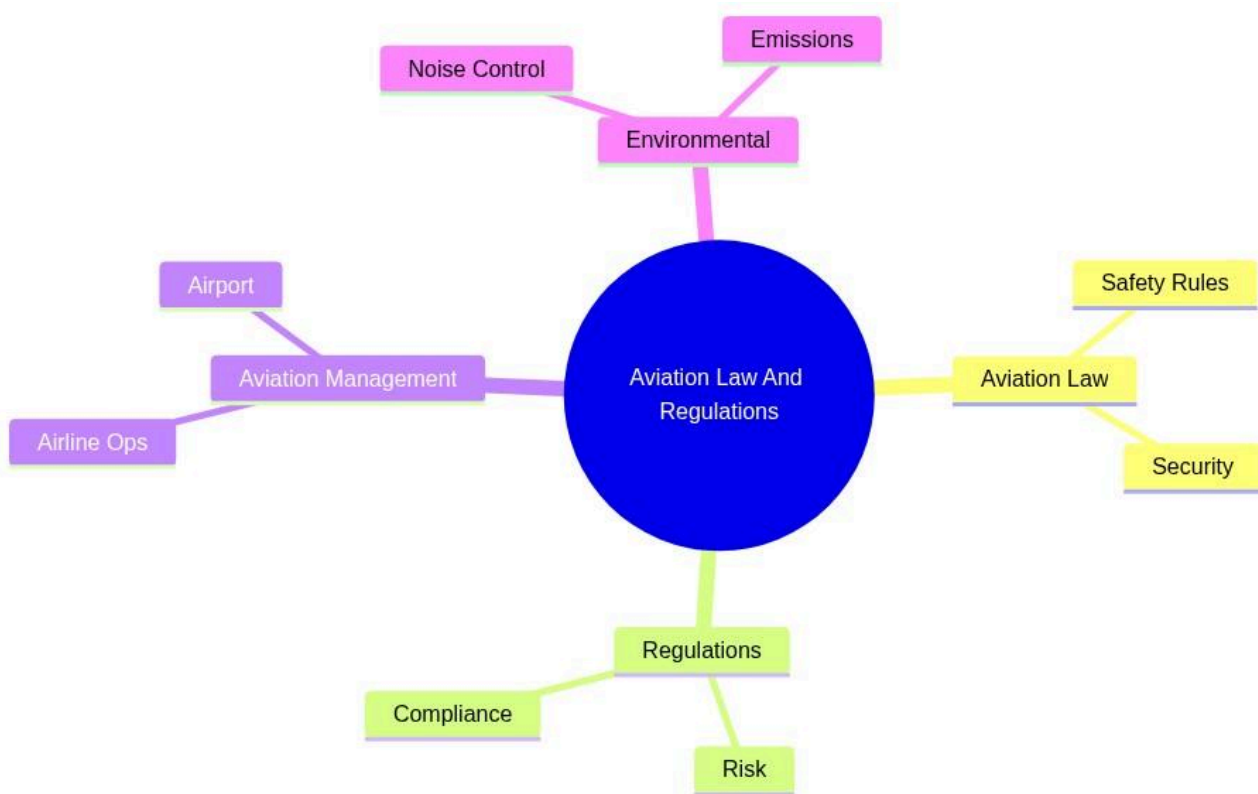 Emissions
Noise Control
Environmental
Airport
Aviation Management
Airline Ops
Aviation Law And
Regulations
Safety Rules
Aviation Law
Security
Regulations
Compliance
Risk